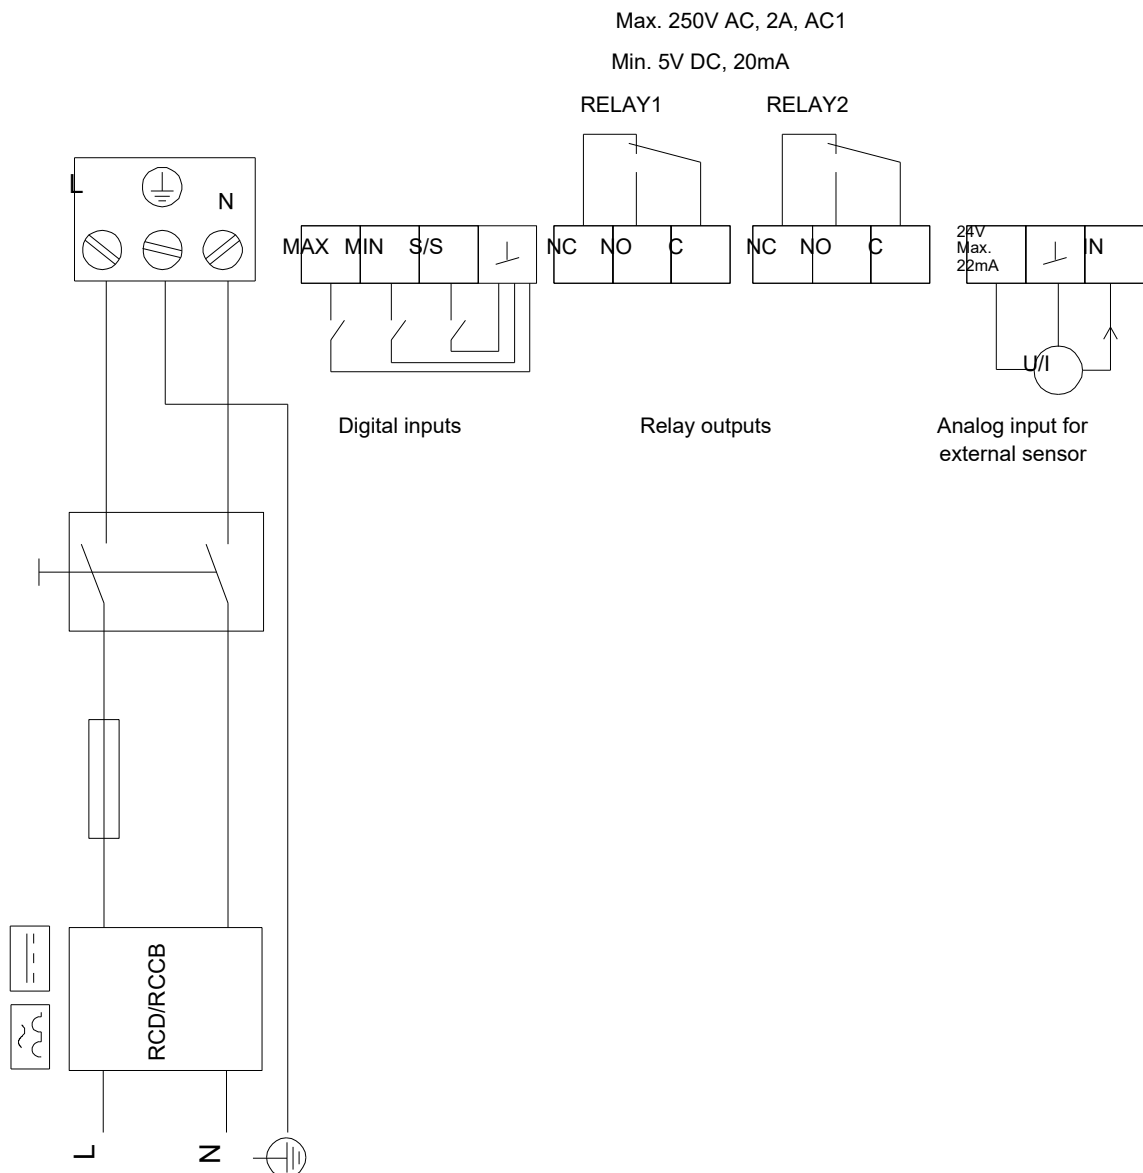 Max. 250V AC, 2A, AC1
Min. 5V DC, 20mA
RELAY1 RELAY2
L
N
MAX MIN S/S NC NO C NC NO C 24V IN
Max.
22mA
U/I
Digital inputs Relay outputs Analog input for
external sensor
RCD/RCCB
L N